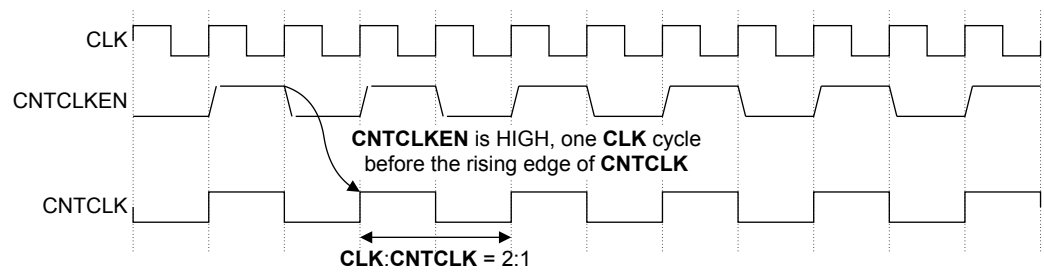 CLK
CNTCLKEN
CNTCLKEN is HIGH, one CLK cycle
before the rising edge of CNTCLK
CNTCLK
CLK:CNTCLK = 2:1